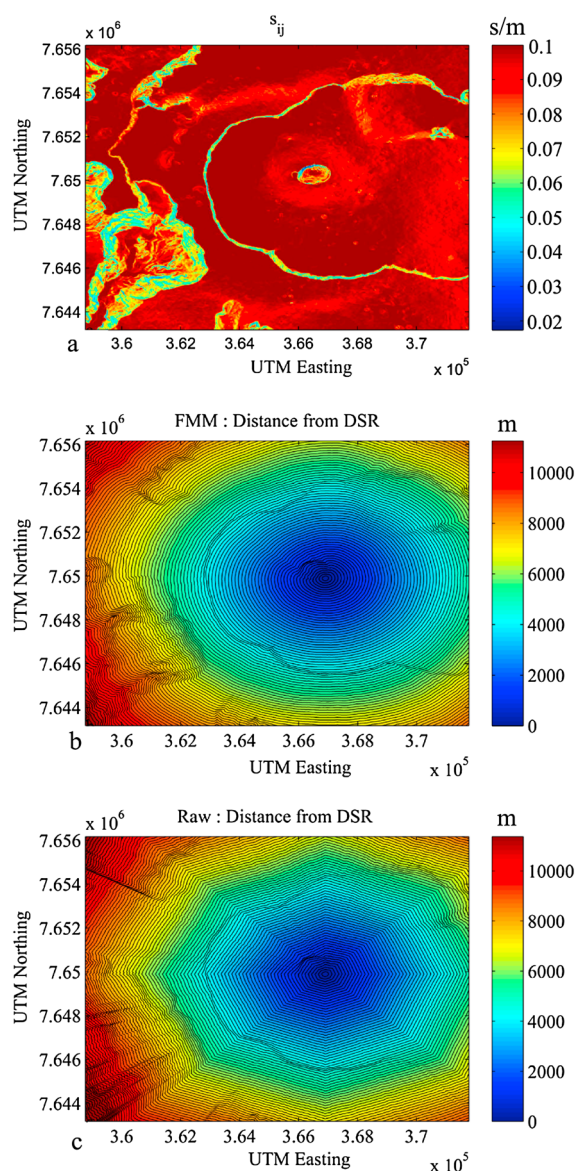 s_ij
s/m
x 10^6
7.656
7.654
7.652
7.65
7.648
7.646
7.644
UTM Northing
0.1
0.09
0.08
0.07
0.06
0.05
0.04
0.03
0.02
3.6 3.62 3.64 3.66 3.68 3.7
a
UTM Easting
x 10^5
FMM : Distance from DSR
m
x 10^6
7.656
7.654
7.652
7.65
7.648
7.646
7.644
UTM Northing
10000
8000
6000
4000
2000
0
3.6 3.62 3.64 3.66 3.68 3.7
b
UTM Easting
x 10^5
Raw : Distance from DSR
m
x 10^6
7.656
7.654
7.652
7.65
7.648
7.646
7.644
UTM Northing
10000
8000
6000
4000
2000
0
3.6 3.62 3.64 3.66 3.68 3.7
c
UTM Easting
x 10^5